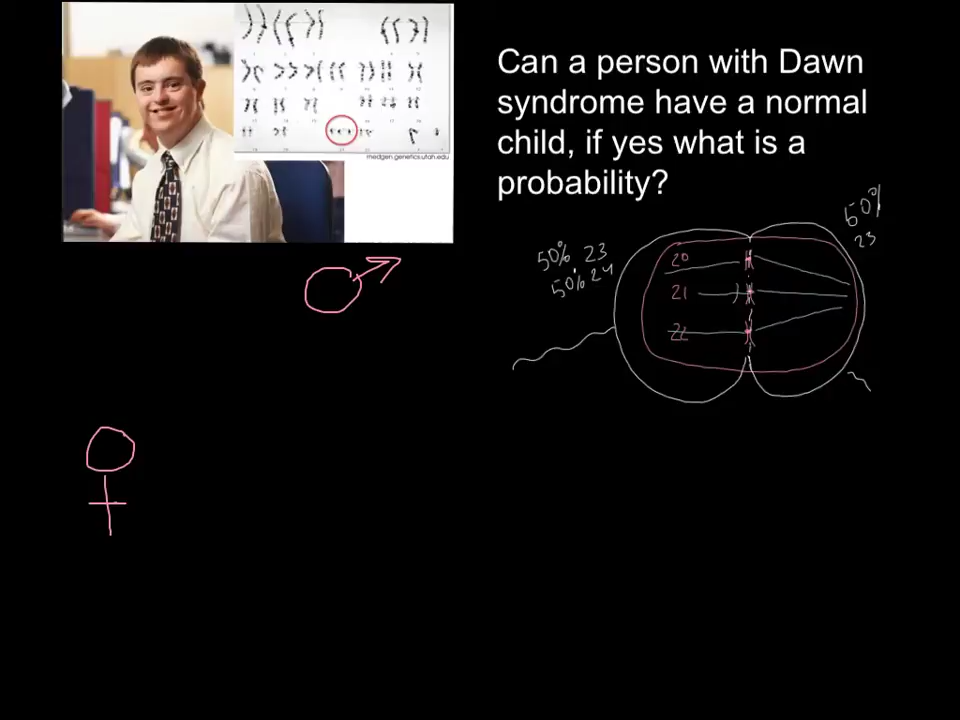 medgen.genetics.utah.edu
Can a person with Dawn
syndrome have a normal
child, if yes what is a
probability?
50% 23
50% 24
50%
23
20
21
22